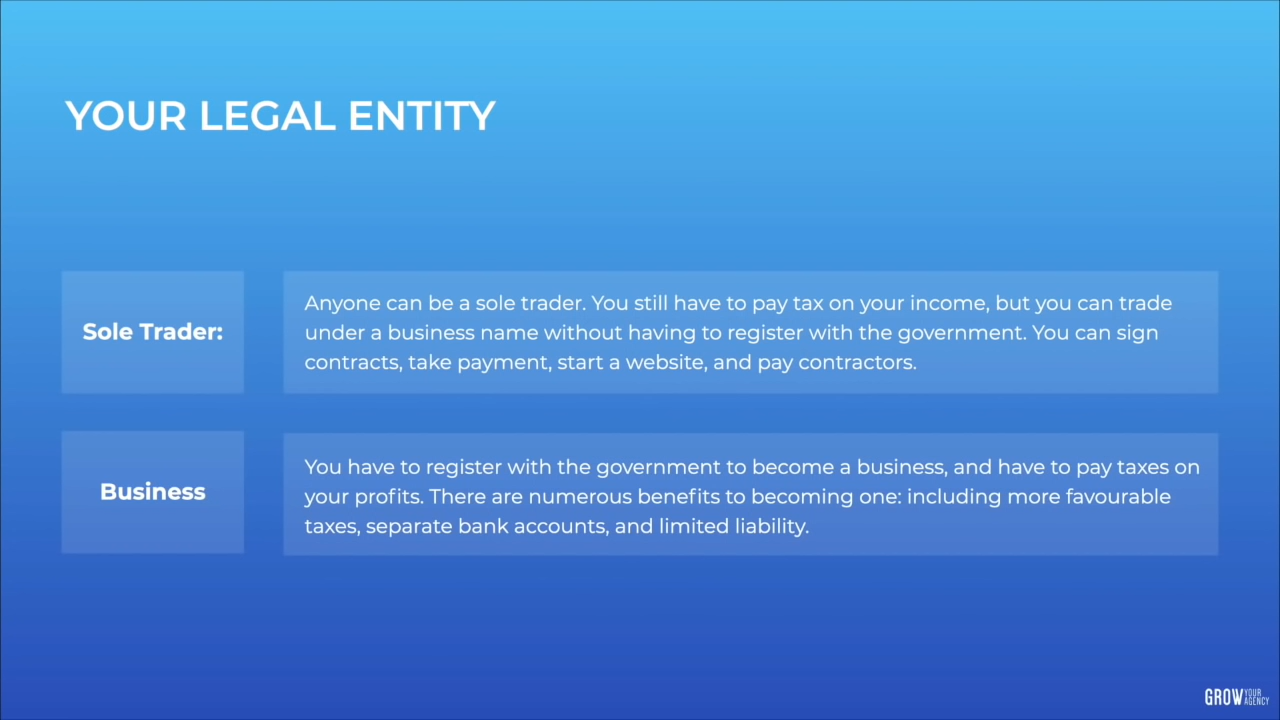 YOUR LEGAL ENTITY
Sole Trader:
Anyone can be a sole trader. You still have to pay tax on your income, but you can trade
under a business name without having to register with the government. You can sign
contracts, take payment, start a website, and pay contractors.
Business
You have to register with the government to become a business, and have to pay taxes on
your profits. There are numerous benefits to becoming one: including more favourable
taxes, separate bank accounts, and limited liability.
GROW YOUR AGENCY